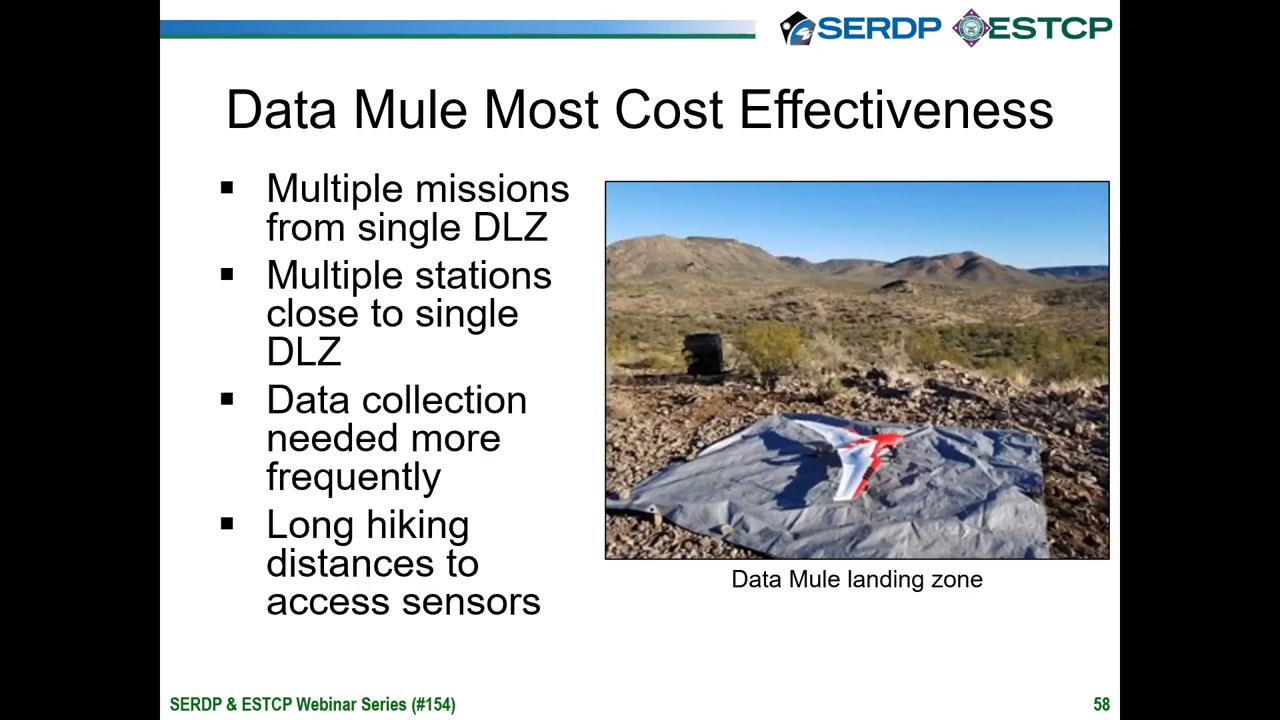 SERDP ESTCP
Data Mule Most Cost Effectiveness
▪ Multiple missions
from single DLZ
▪ Multiple stations
close to single
DLZ
▪ Data collection
needed more
frequently
▪ Long hiking
distances to
access sensors
Data Mule landing zone
SERDP & ESTCP Webinar Series (#154)
58